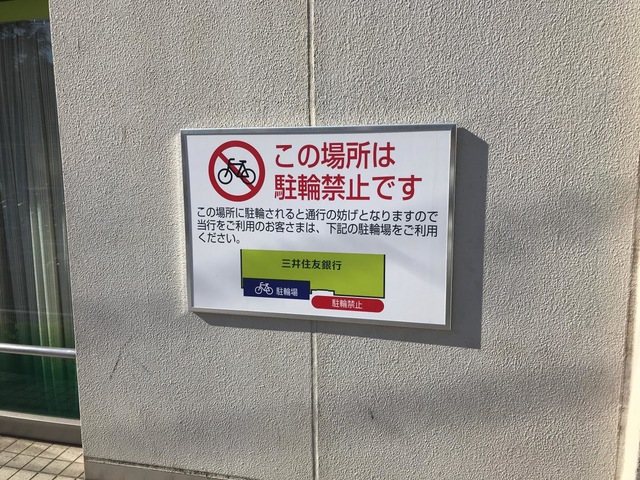 この場所は
駐輪禁止です
この場所に駐輪されると通行の妨げとなりますので
当行をご利用のお客さまは、下記の駐輪場をご利用
ください。
三井住友銀行
駐輪場
駐輪禁止